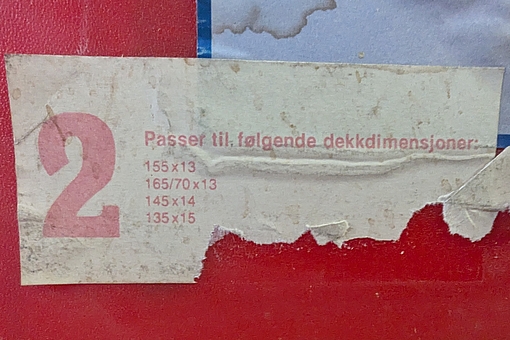 2
Passer til følgende dekkdimensjoner:
155x13
165/70x13
145x14
135x15